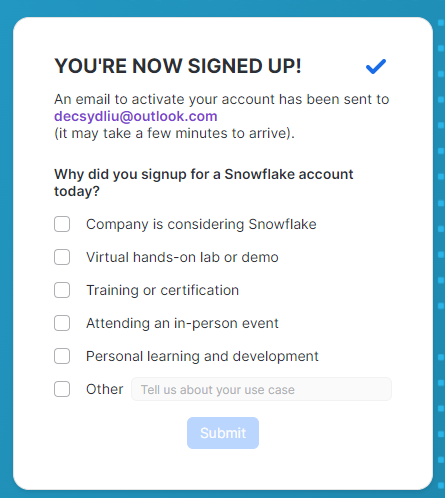 YOU'RE NOW SIGNED UP!
An email to activate your account has been sent to
decsydliu@outlook.com
(it may take a few minutes to arrive).
Why did you signup for a Snowflake account
today?
Company is considering Snowflake
Virtual hands-on lab or demo
Training or certification
Attending an in-person event
Personal learning and development
Other Tell us about your use case
Submit